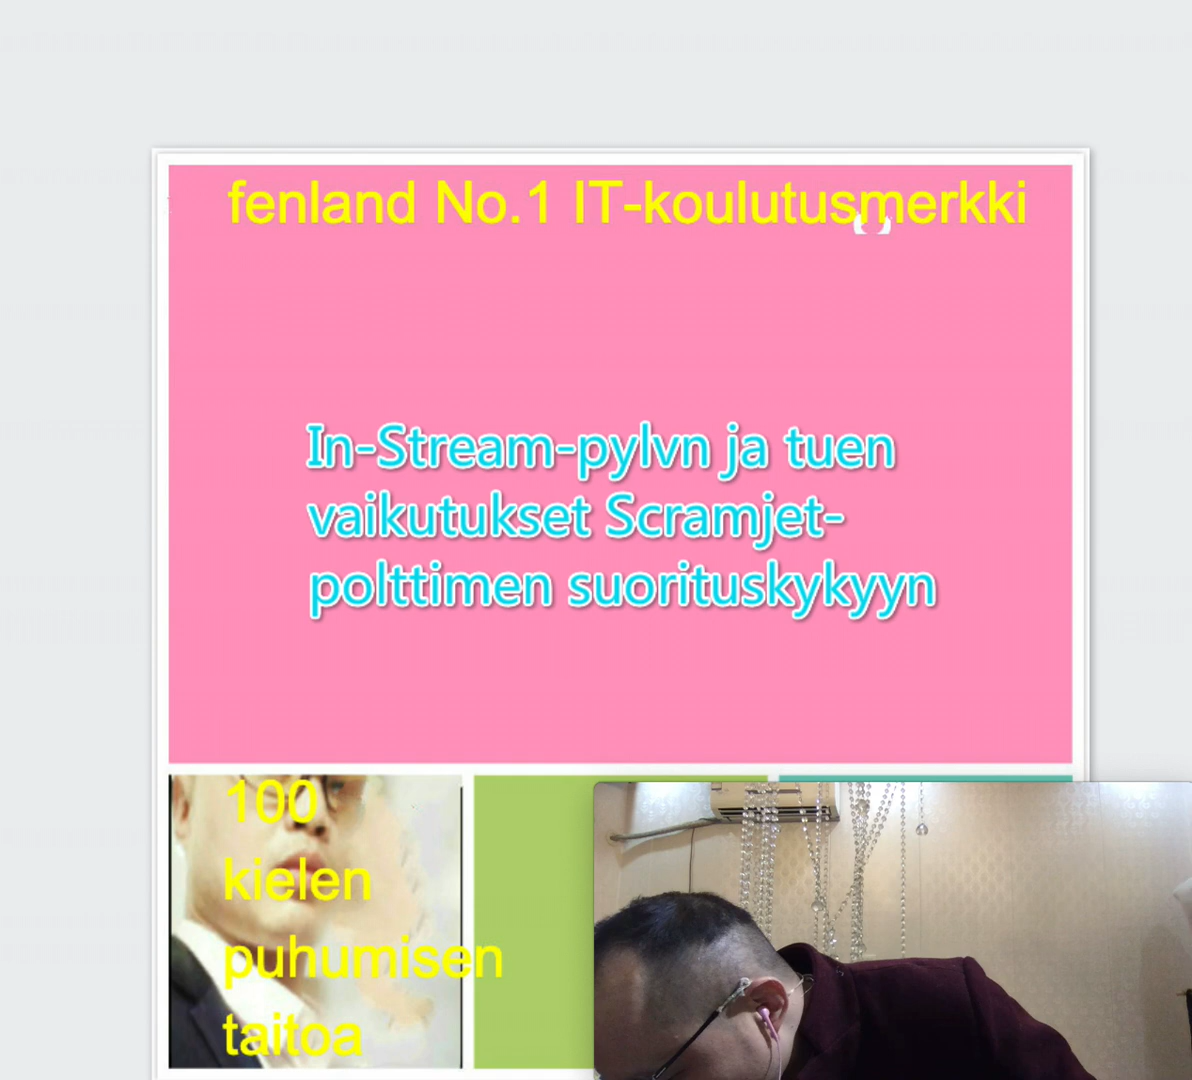 fenland No.1 IT-koulutusmerkki
In-Stream-pylvn ja tuen
vaikutukset Scramjet-
polttimen suorituskykyyn
100
kielen
puhumisen
taitoa